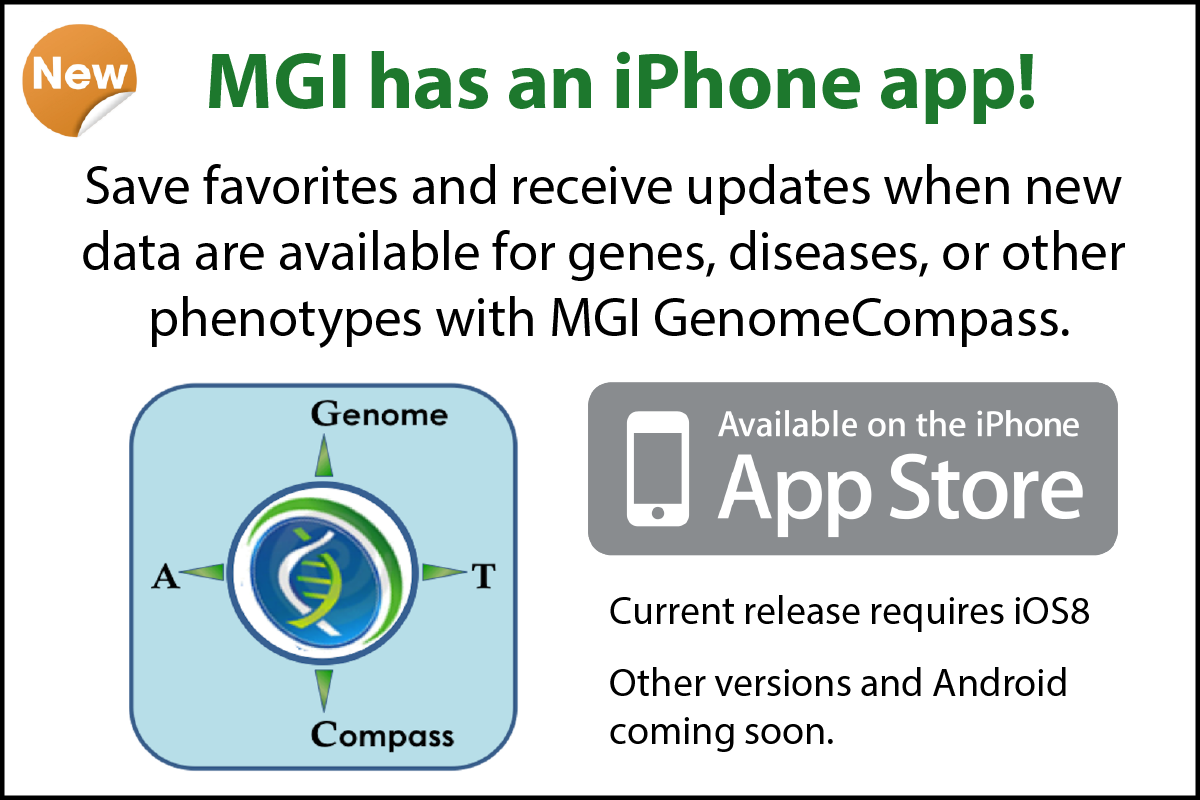 New
MGI has an iPhone app!
Save favorites and receive updates when new
data are available for genes, diseases, or other
phenotypes with MGI GenomeCompass.
Genome
A
T
Compass
Available on the iPhone
App Store
Current release requires iOS8
Other versions and Android
coming soon.